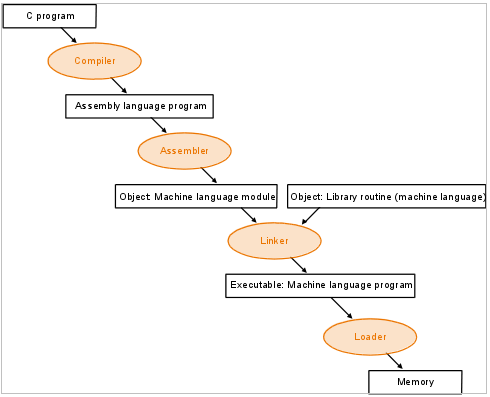 C program
Compiler
Assembly language program
Assembler
Object: Machine language module
Object: Library routine (machine language)
Linker
Executable: Machine language program
Loader
Memory